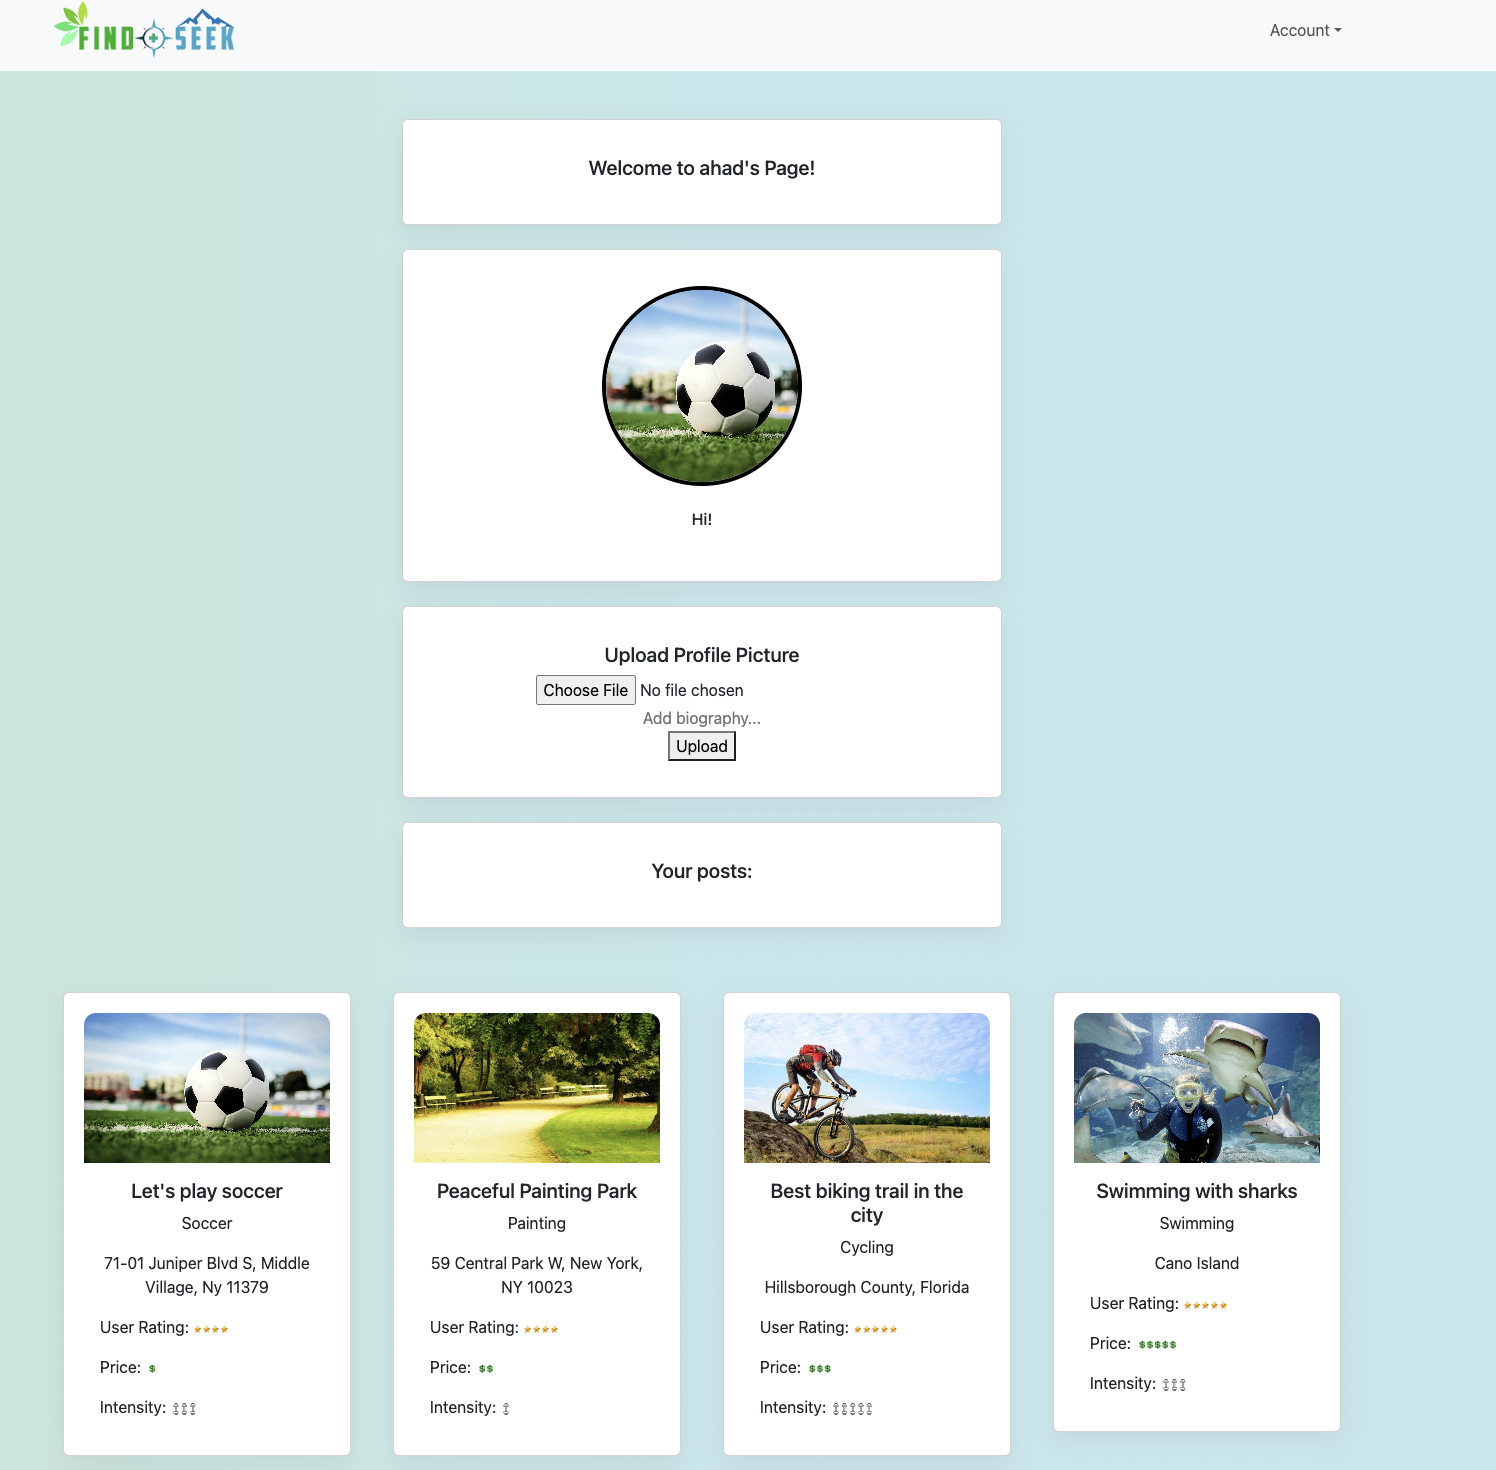 FIND SEEK
Account
Welcome to ahad's Page!
Hi!
Upload Profile Picture
Choose File No file chosen
Add biography...
Upload
Your posts:
Let's play soccer
Soccer
71-01 Juniper Blvd S, Middle
Village, Ny 11379
User Rating:
Price: $
Intensity:
Peaceful Painting Park
Painting
59 Central Park W, New York,
NY 10023
User Rating:
Price: $$
Intensity:
Best biking trail in the
city
Cycling
Hillsborough County, Florida
User Rating:
Price: $$$
Intensity:
Swimming with sharks
Swimming
Cano Island
User Rating:
Price: $$$$$
Intensity: